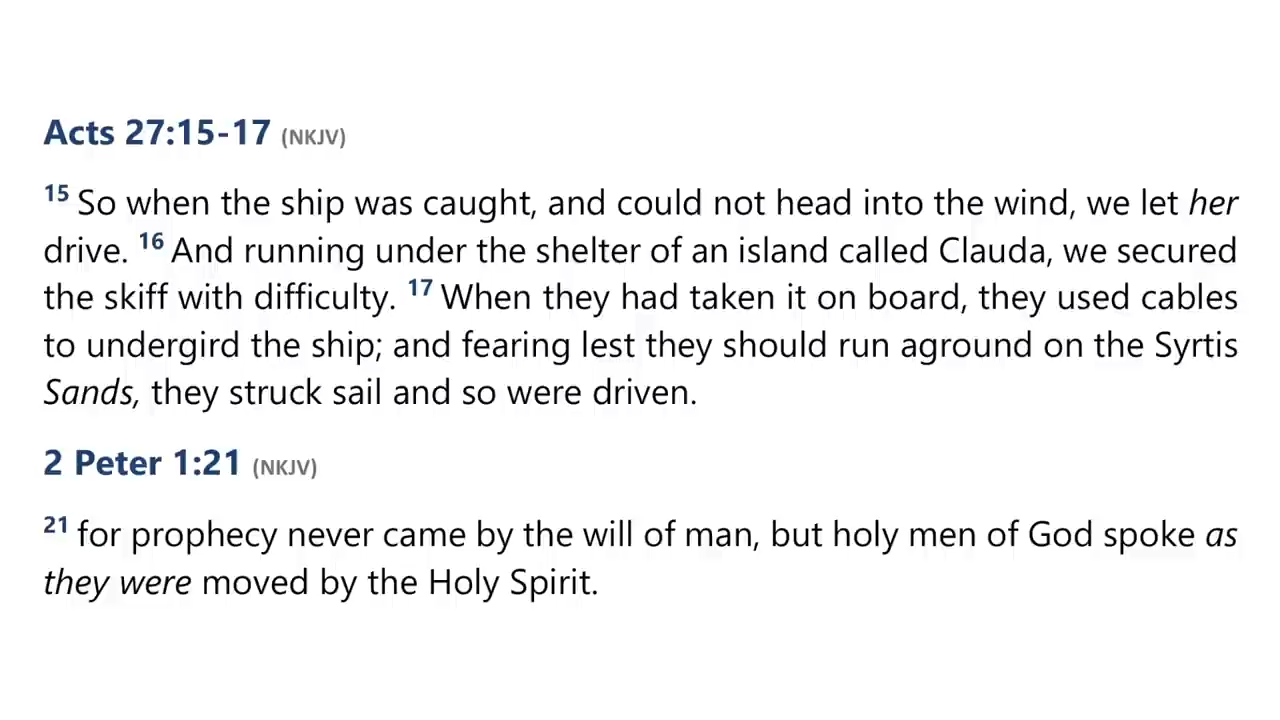 Acts 27:15-17 (NKJV)
15 So when the ship was caught, and could not head into the wind, we let her
drive. 16 And running under the shelter of an island called Clauda, we secured
the skiff with difficulty. 17 When they had taken it on board, they used cables
to undergird the ship; and fearing lest they should run aground on the Syrtis
Sands, they struck sail and so were driven.
2 Peter 1:21 (NKJV)
21 for prophecy never came by the will of man, but holy men of God spoke as
they were moved by the Holy Spirit.